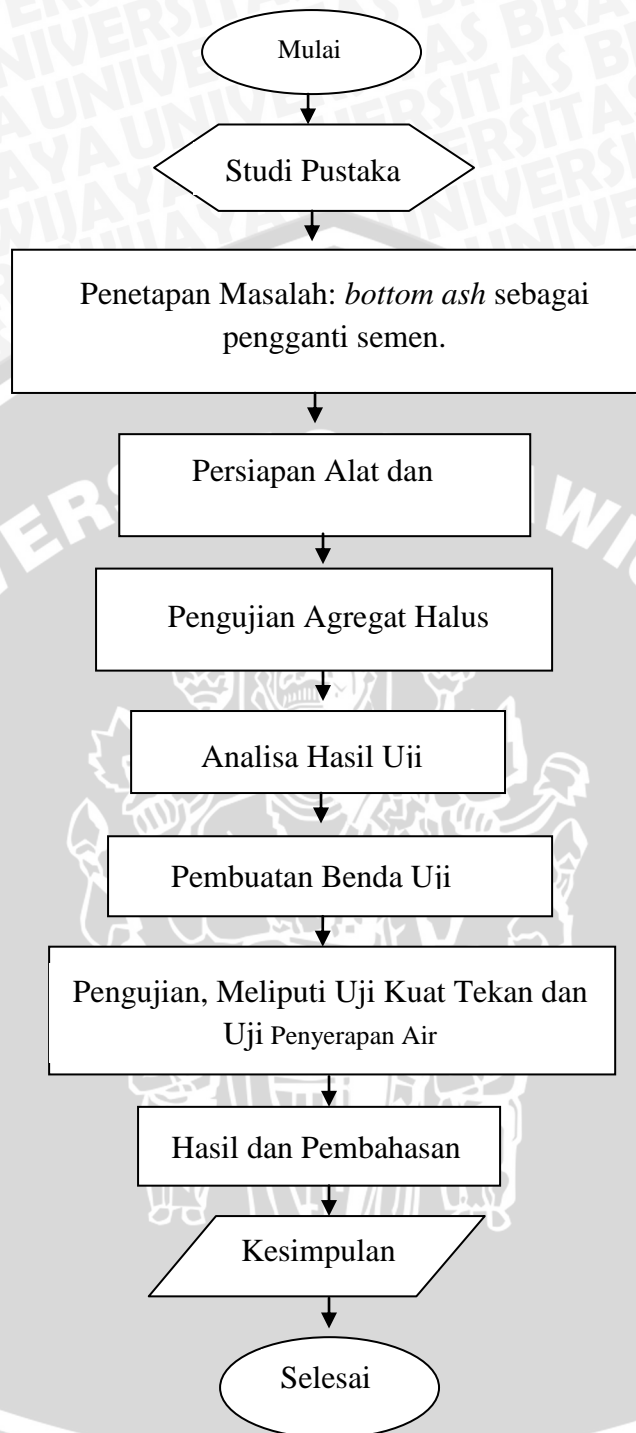 Mulai
Studi Pustaka
Penetapan Masalah: bottom ash sebagai
pengganti semen.
Persiapan Alat dan
Pengujian Agregat Halus
Analisa Hasil Uji
Pembuatan Benda Uji
Pengujian, Meliputi Uji Kuat Tekan dan
Uji Penyerapan Air
Hasil dan Pembahasan
Kesimpulan
Selesai